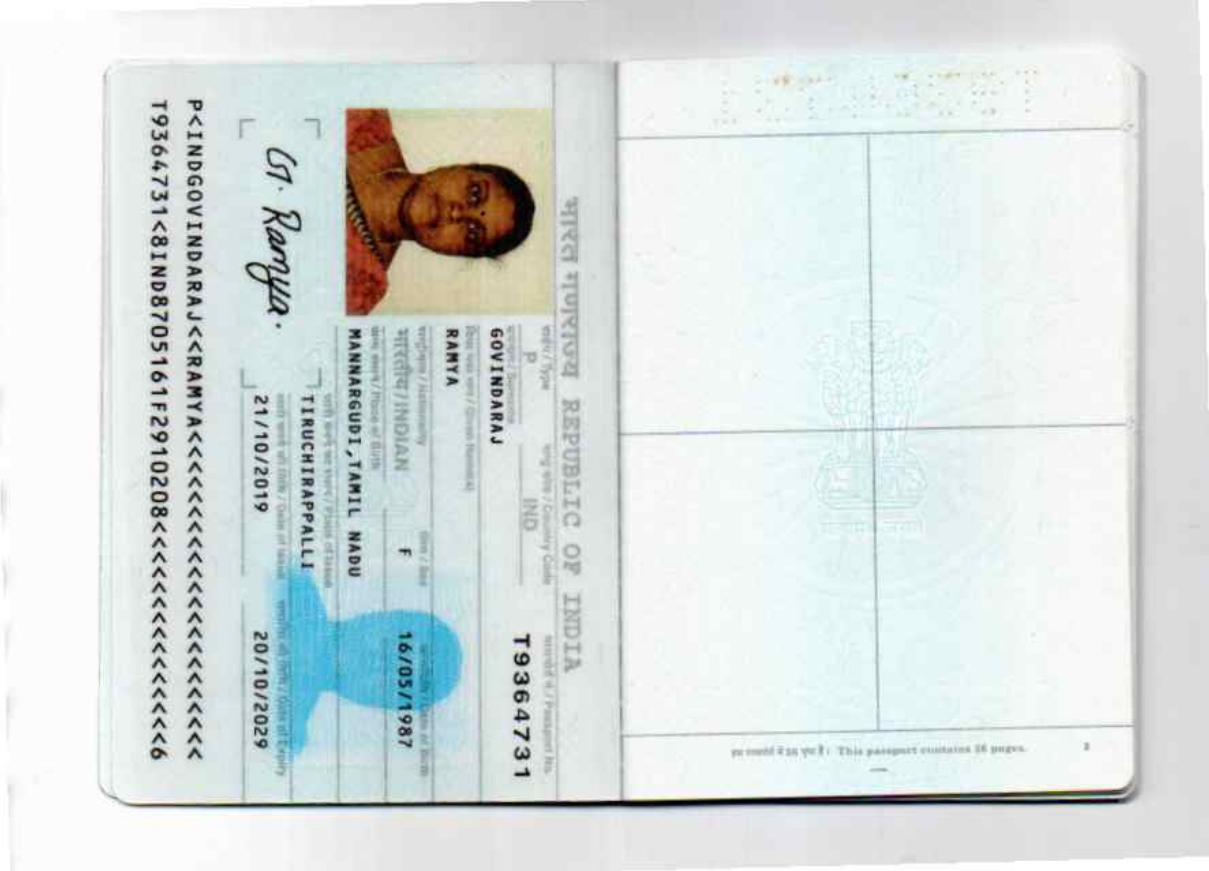 भारत गणराज्य REPUBLIC OF INDIA
टाईप / Type
राष्ट्र कोड / Country Code
पासपोर्ट नं. / Passport No.
P
IND
T9364731
उपनाम / Surname
GOVINDARAJ
दिया गया नाम / Given Name(s)
RAMYA
राष्ट्रीयता / Nationality
लिंग / Sex
जन्मतिथि / Date of Birth
भारतीय / INDIAN
F
16/05/1987
जन्म स्थान / Place of Birth
MANNARGUDI,TAMIL NADU
जारी करने का स्थान / Place of Issue
TIRUCHIRAPPALLI
जारी करने की तिथि / Date of Issue
समाप्ति की तिथि / Date of Expiry
21/10/2019
20/10/2029
G. Ramya.
P<INDGOVINDARAJ<<RAMYA<<<<<<<<<<<<<<<<<<<<<<
T9364731<8IND8705161F2910208<<<<<<<<<<<<<<<6
This passport contains 36 pages.